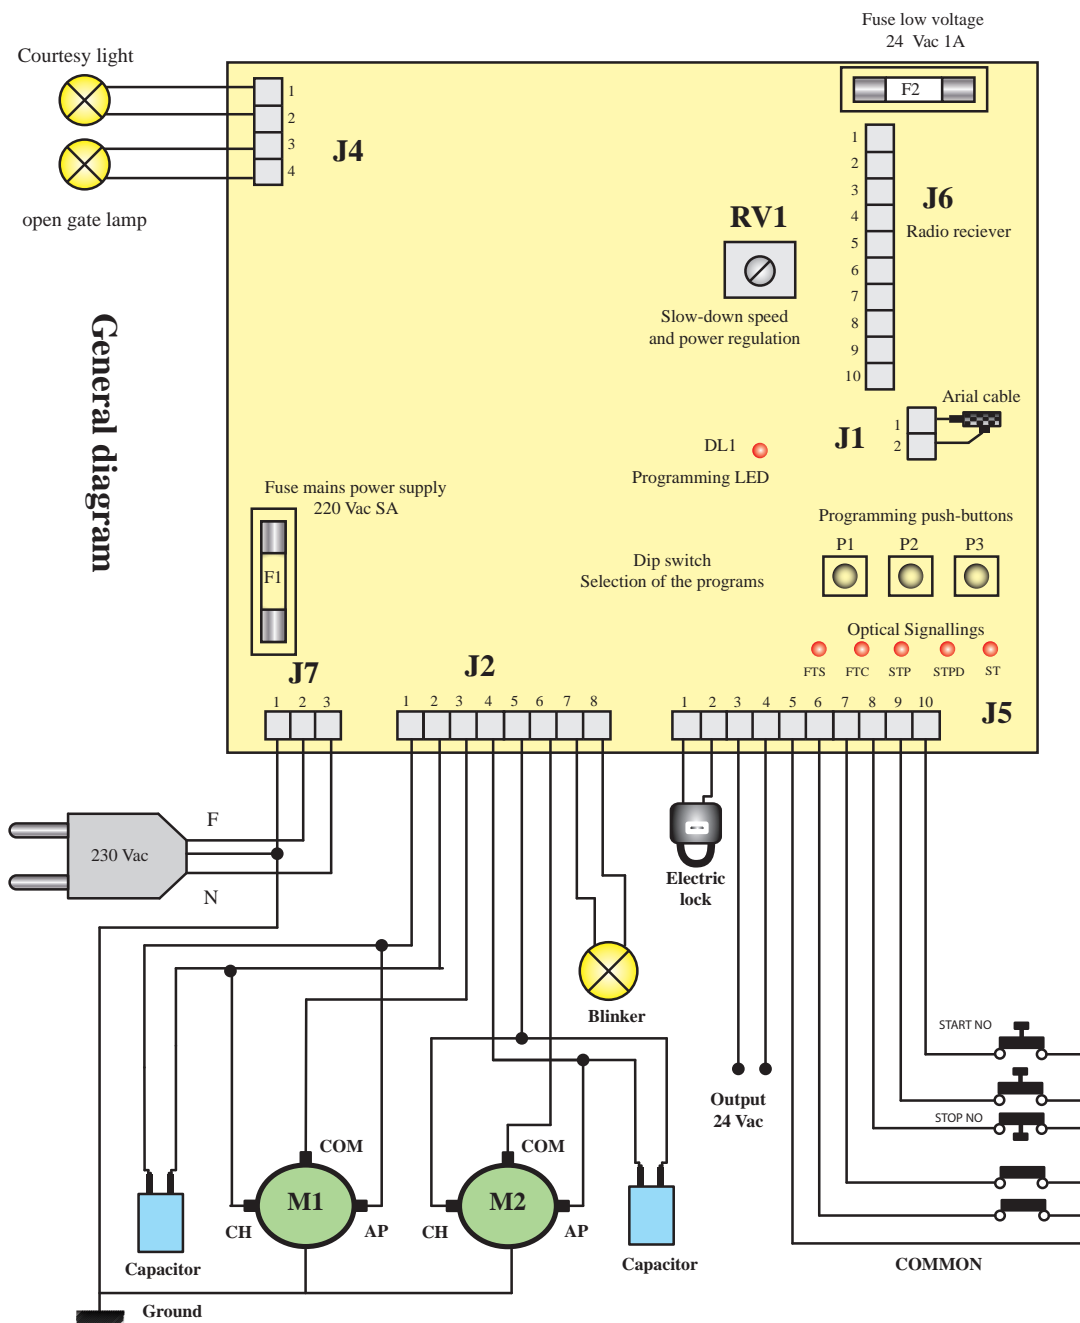 Fuse low voltage
24 Vac 1A
F2
Courtesy light
open gate lamp
1
2
3
4
J4
General diagram
RV1
Slow-down speed
and power regulation
1
2
3
4
5
6
7
8
9
10
J6
Radio reciever
Arial cable
J1
1
2
DL1
Programming LED
Fuse mains power supply
220 Vac SA
F1
Programming push-buttons
P1 P2 P3
Dip switch
Selection of the programs
Optical Signallings
FTS FTC STP STPD ST
J7
1 2 3
J2
1 2 3 4 5 6 7 8
J5
1 2 3 4 5 6 7 8 9 10
F
230 Vac
N
Electric
lock
Blinker
Output
24 Vac
START NO
STOP NO
COMMON
COM
M1
CH
AP
COM
M2
CH
AP
Capacitor
Capacitor
Ground